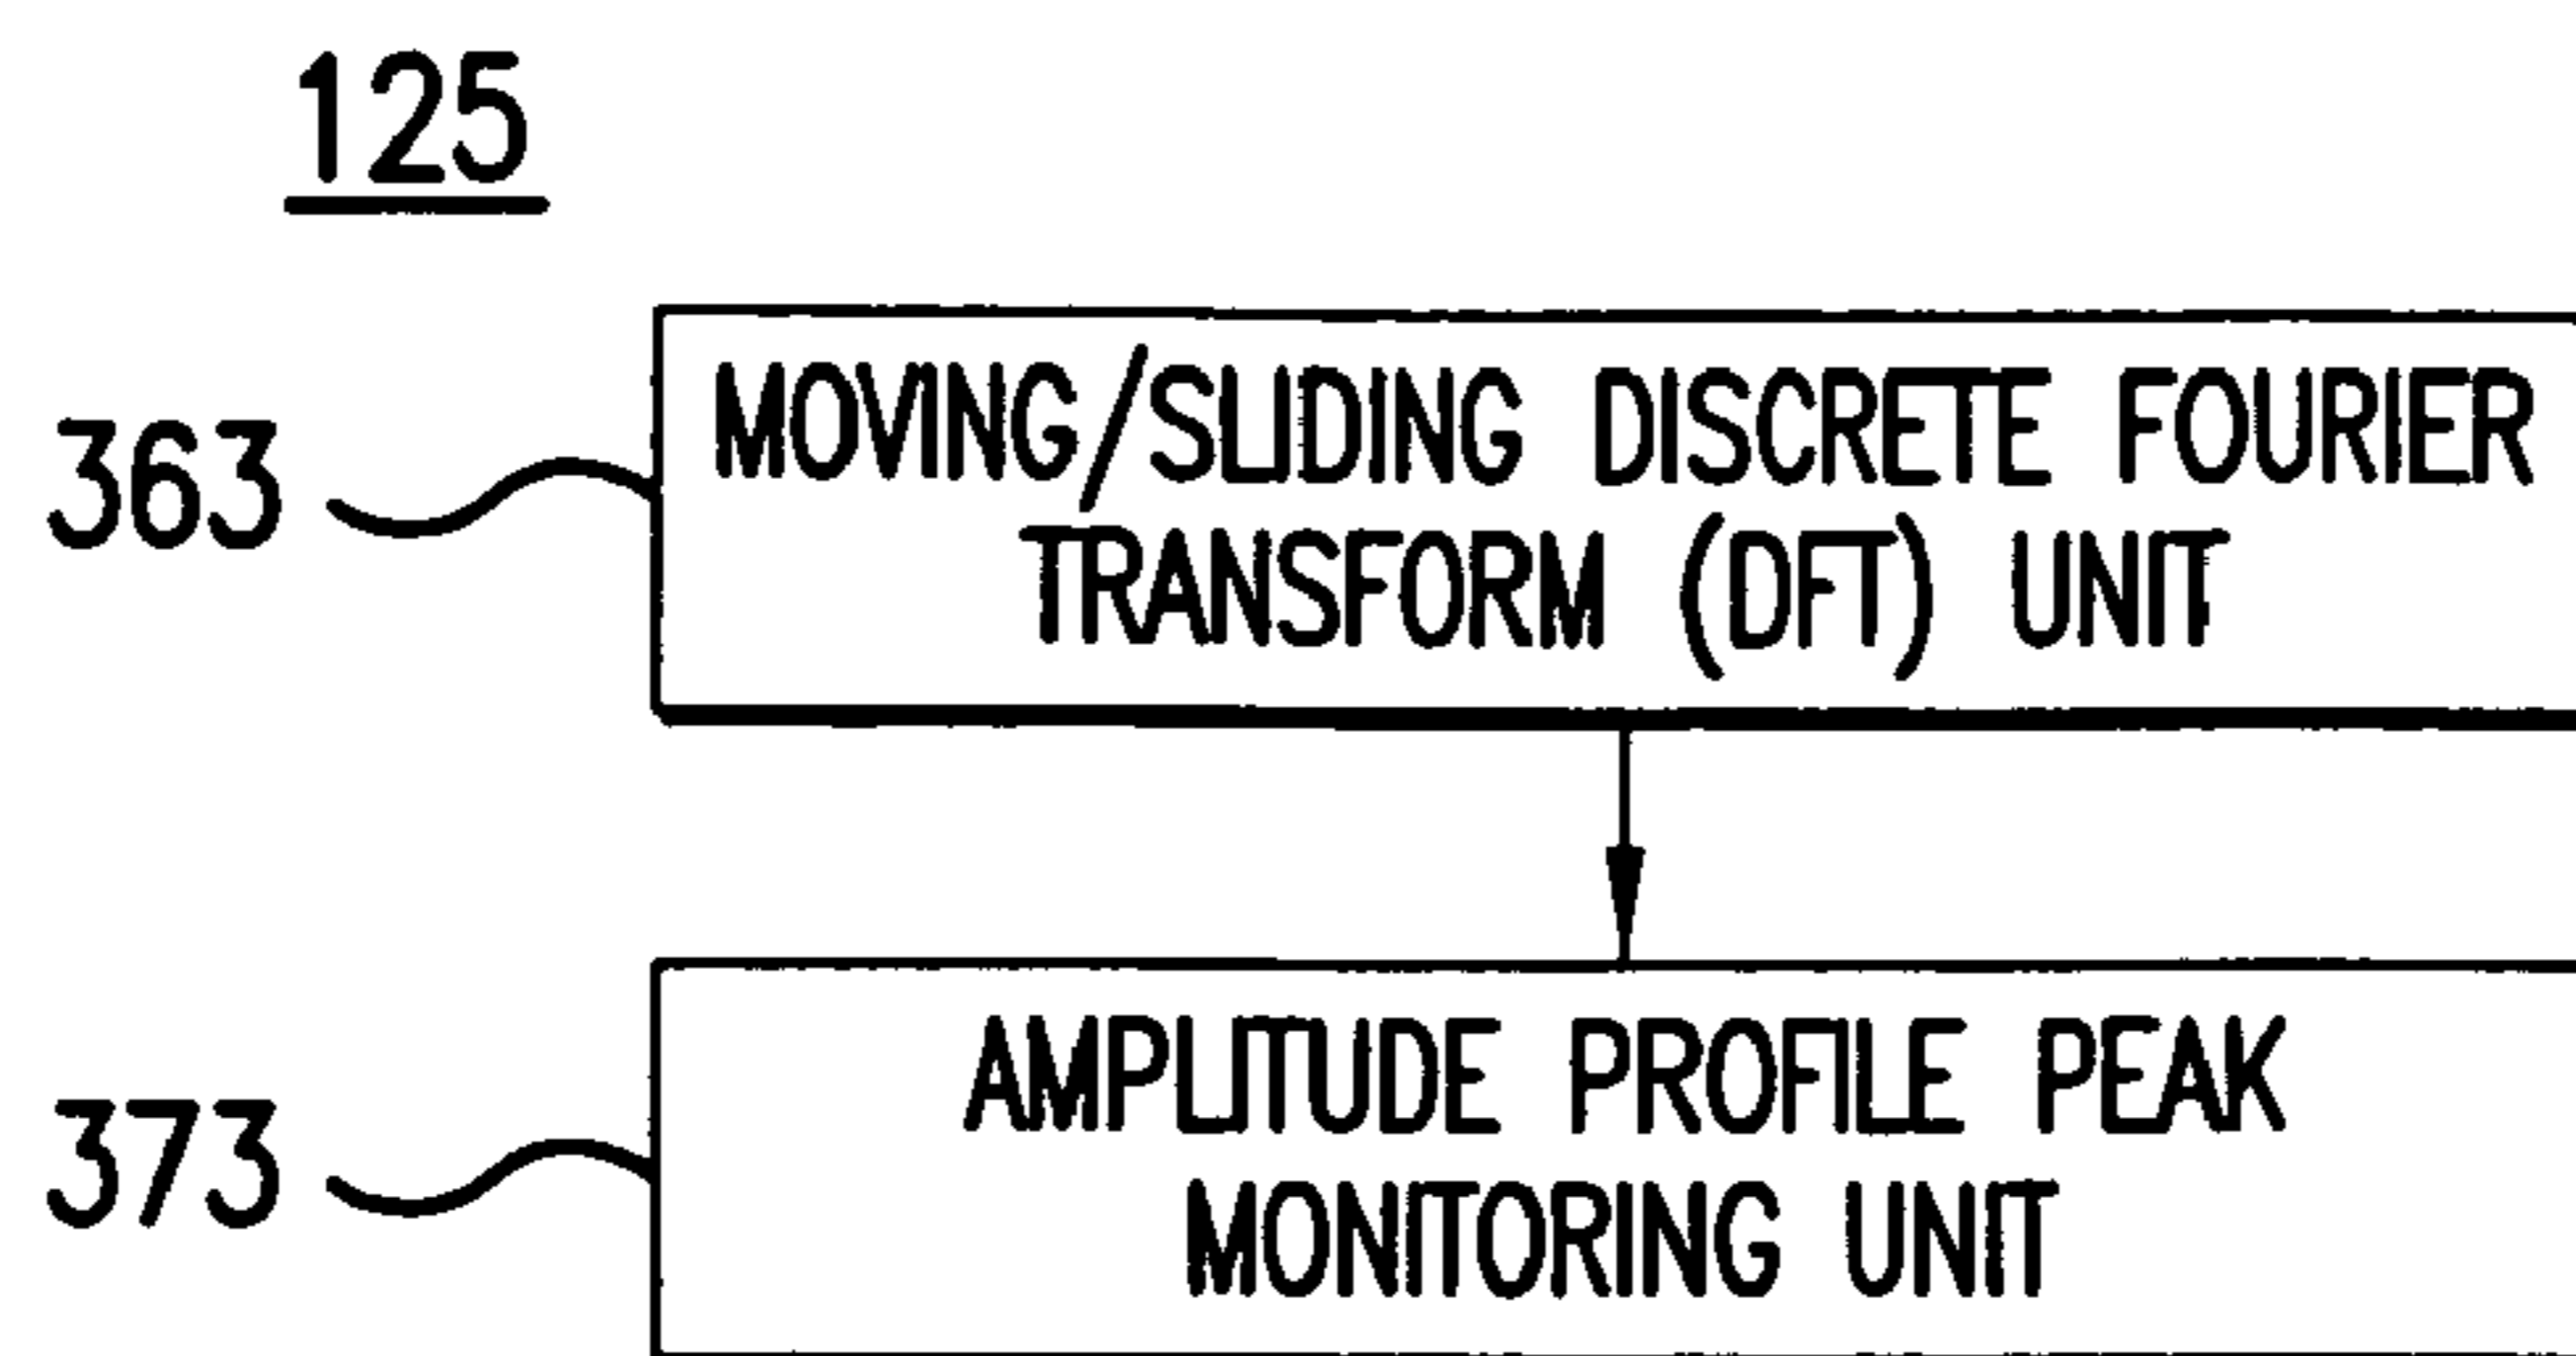 125
363
MOVING/SLIDING DISCRETE FOURIER
TRANSFORM (DFT) UNIT
373
AMPLITUDE PROFILE PEAK
MONITORING UNIT